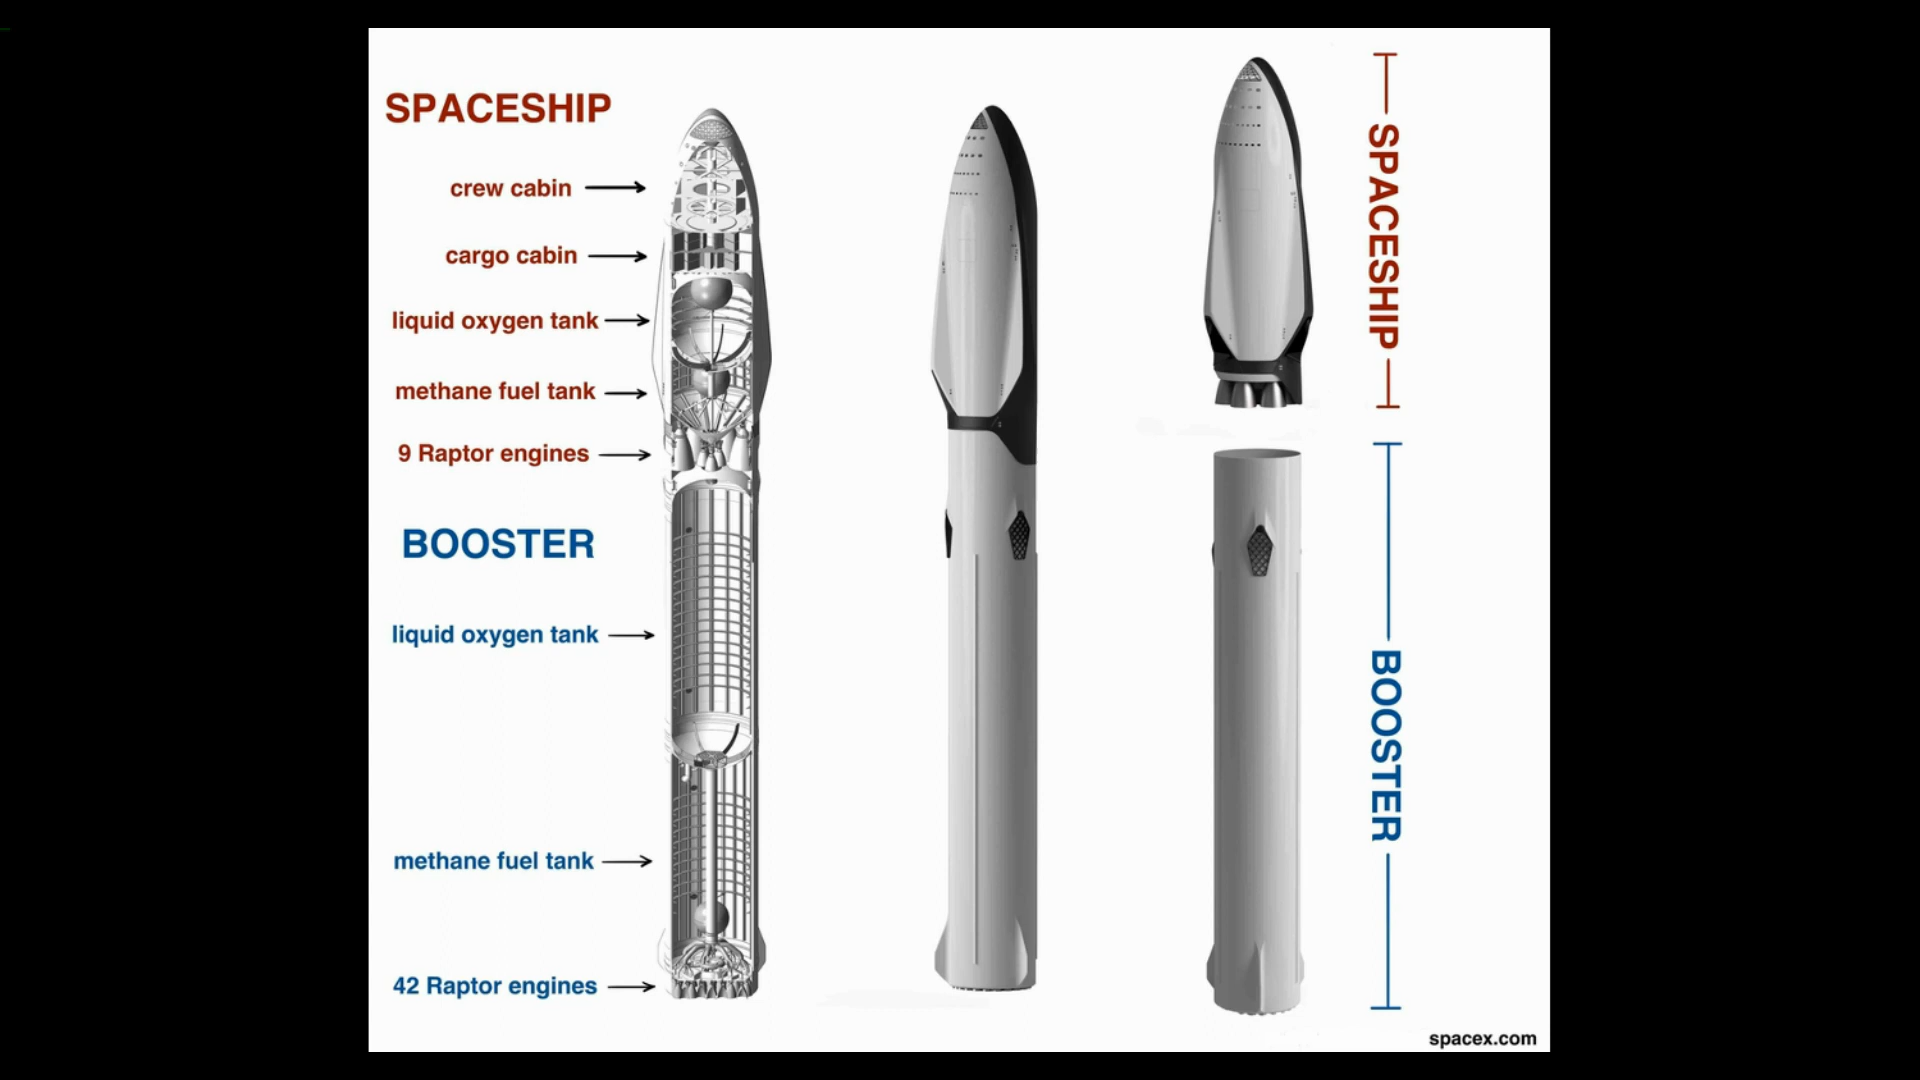 SPACESHIP
crew cabin
cargo cabin
liquid oxygen tank
methane fuel tank
9 Raptor engines
BOOSTER
liquid oxygen tank
methane fuel tank
42 Raptor engines
SPACESHIP
BOOSTER
spacex.com